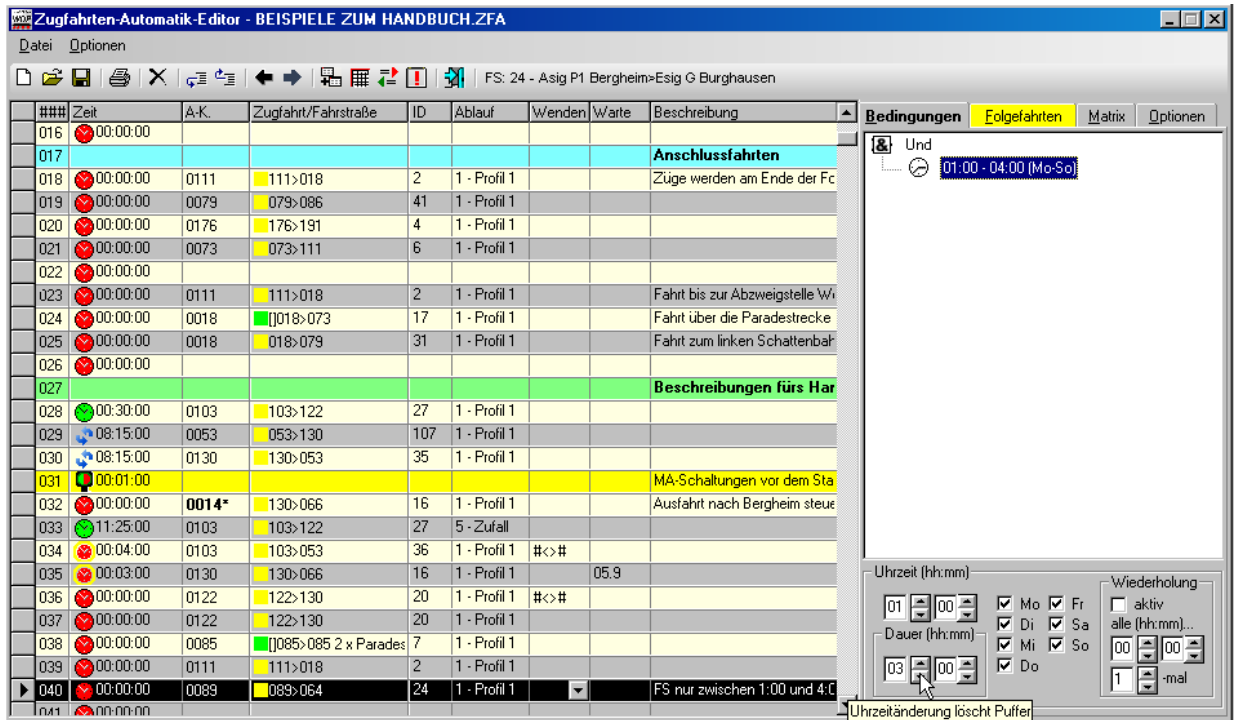 Zugfahrten-Automatik-Editor - BEISPIELE ZUM HANDBUCH.ZFA
Datei Optionen
FS: 24 - Asig P1 Bergheim>Esig G Burghausen
### Zeit A-K. Zugfahrt/Fahrstraße ID Ablauf Wenden Warte Beschreibung
016 00:00:00
017 Anschlussfahrten
018 00:00:00 0111 111>018 2 1 - Profil 1 Züge werden am Ende der Fo
019 00:00:00 0079 079>086 41 1 - Profil 1
020 00:00:00 0176 176>191 4 1 - Profil 1
021 00:00:00 0073 073>111 6 1 - Profil 1
022 00:00:00
023 00:00:00 0111 111>018 2 1 - Profil 1 Fahrt bis zur Abzweigstelle
024 00:00:00 0018 []018>073 17 1 - Profil 1 Fahrt über die Paradestrecke
025 00:00:00 0018 018>079 31 1 - Profil 1 Fahrt zum linken Schattenbah
026 00:00:00
027 Beschreibungen fürs Har
028 00:30:00 0103 103>122 27 1 - Profil 1
029 08:15:00 0053 053>130 107 1 - Profil 1
030 08:15:00 0130 130>053 35 1 - Profil 1
031 00:01:00 MA-Schaltungen vor dem Sta
032 00:00:00 0014* 130>066 16 1 - Profil 1 Ausfahrt nach Bergheim steue
033 11:25:00 0103 103>122 27 5 - Zufall
034 00:04:00 0103 103>053 36 1 - Profil 1 #<>#
035 00:03:00 0130 130>066 16 1 - Profil 1 05.9
036 00:00:00 0122 122>130 20 1 - Profil 1 #<>#
037 00:00:00 0122 122>130 20 1 - Profil 1
038 00:00:00 0085 []085>085 2 x Parades 7 1 - Profil 1
039 00:00:00 0111 111>018 2 1 - Profil 1
040 00:00:00 0089 089>064 24 1 - Profil 1 FS nur zwischen 1:00 und 4:0
041 00:00:00
Bedingungen Folgefahrten Matrix Optionen
& Und
01:00 - 04:00 (Mo-So)
Uhrzeit (hh:mm)
01 00
Dauer (hh:mm)
03 00
Mo Fr
Di Sa
Mi So
Do
Wiederholung
aktiv
alle (hh:mm)...
00 00
1 -mal
Uhrzeitänderung löscht Puffer